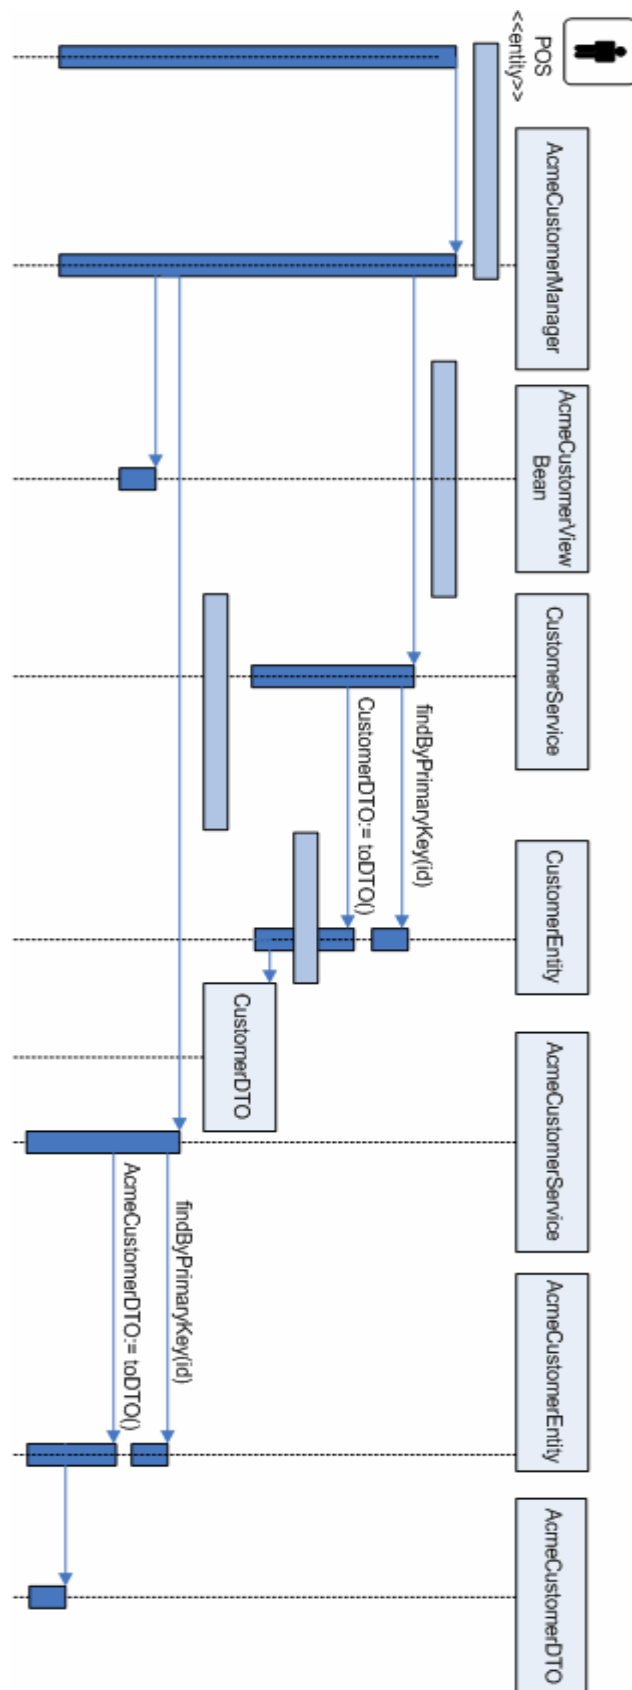 POS
<<entity>>
AcmeCustomerManager
AcmeCustomerView
Bean
CustomerService
CustomerEntity
AcmeCustomerService
AcmeCustomerEntity
AcmeCustomerDTO
findByPrimaryKey(id)
CustomerDTO:= toDTO()
CustomerDTO
findByPrimaryKey(id)
AcmeCustomerDTO:= toDTO()